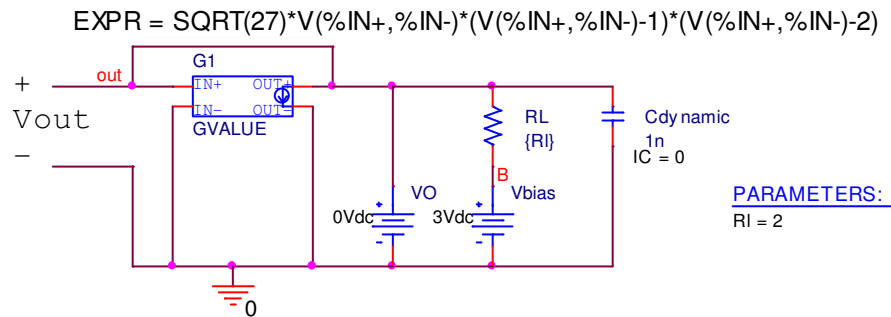 EXPR = SQRT(27)*V(%IN+,%IN-)*(V(%IN+,%IN-)-1)*(V(%IN+,%IN-)-2)
G1
+
out
IN+ OUT+
Vout
IN- OUT-
GVALUE
−
RL
{Rl}
Cdynamic
1n
IC = 0
B
VO
Vbias
+
+
0Vdc
3Vdc
-
-
PARAMETERS:
Rl = 2
0